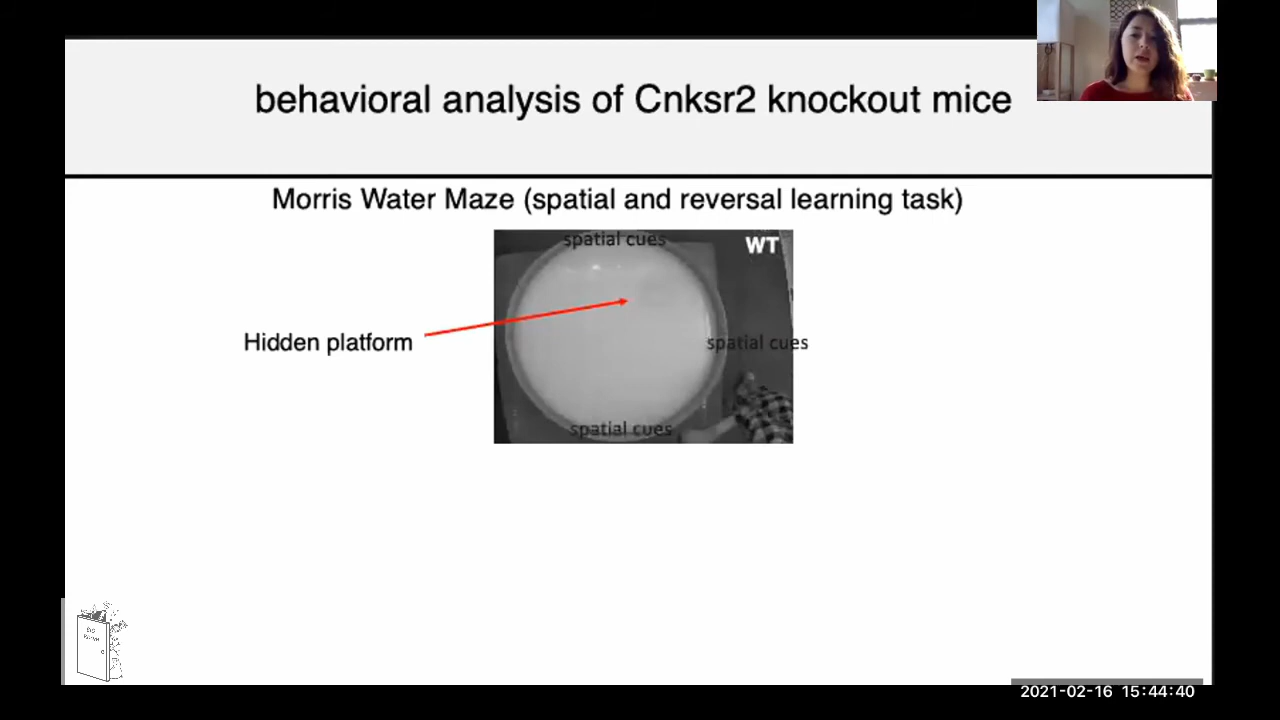 behavioral analysis of Cnksr2 knockout mice
Morris Water Maze (spatial and reversal learning task)
spatial cues
WT
Hidden platform
spatial cues
spatial cues
2021-02-16 15:44:40